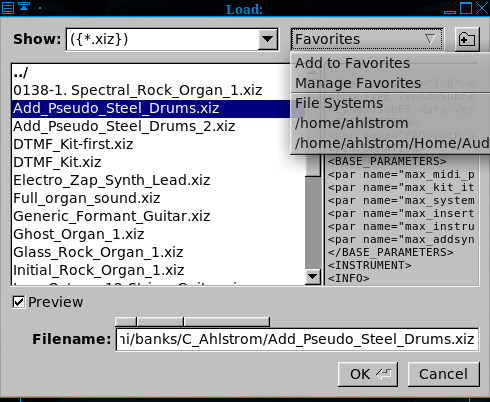 Load:
Show: ({*.xiz})
Favorites
Add to Favorites
Manage Favorites
File Systems
/home/ahlstrom
/home/ahlstrom/Home/Aud
../
0138-1. Spectral_Rock_Organ_1.xiz
Add_Pseudo_Steel_Drums.xiz
Add_Pseudo_Steel_Drums_2.xiz
DTMF_Kit-first.xiz
DTMF_Kit.xiz
Electro_Zap_Synth_Lead.xiz
Full_organ_sound.xiz
Generic_Formant_Guitar.xiz
Ghost_Organ_1.xiz
Glass_Rock_Organ_1.xiz
Initial_Rock_Organ_1.xiz
<BASE_PARAMETERS>
<par name="max_midi_p
<par name="max_kit_it
<par name="max_system
<par name="max_insert
<par name="max_instru
<par name="max_addsyn
</BASE_PARAMETERS>
<INSTRUMENT>
<INFO>
Preview
Filename: ni/banks/C_Ahlstrom/Add_Pseudo_Steel_Drums.xiz
OK
Cancel